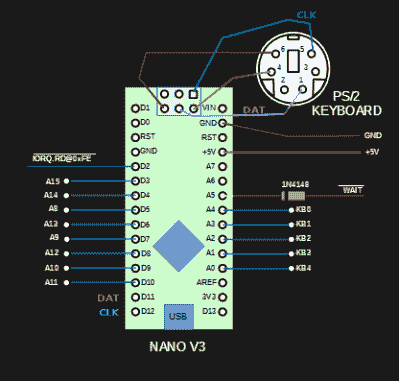 CLK
6 5
4 3
2 1
PS/2
KEYBOARD
DAT
D1 VIN
D0 GND GND
RST RST
GND +5V +5V
IORQ.RD@0xFE
D2 A7
A15 D3 A6 1N4148 WAIT
A14 D4 A5
A8 D5 A4 KB0
A13 D6 A3 KB1
A9 D7 A2 KB2
A12 D8 A1 KB3
A10 D9 A0 KB4
A11 D10 AREF
DAT D11 3V3
CLK D12 D13
USB
NANO V3